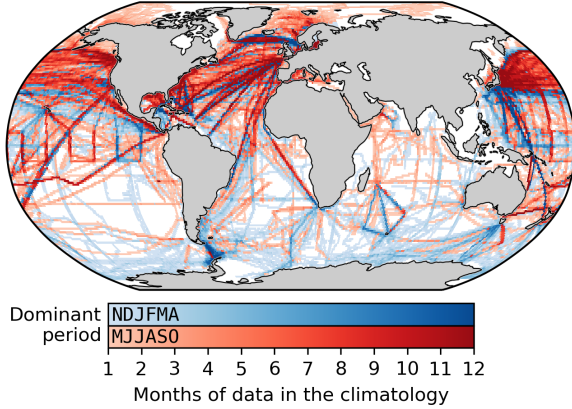 Dominant
period
NDJFMA
MJJASO
1 2 3 4 5 6 7 8 9 10 11 12
Months of data in the climatology